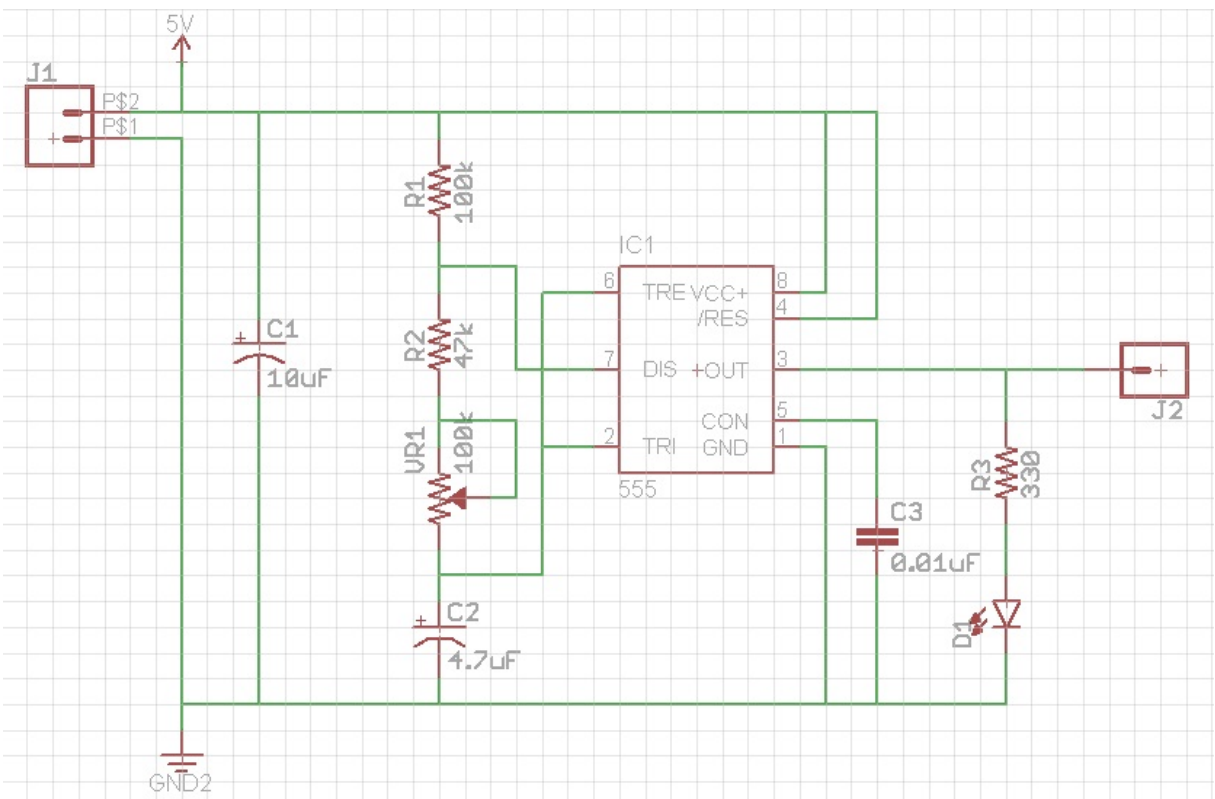 5V
J1
P$2
P$1
R1
100k
IC1
6
TRE
VCC+
8
/RES
4
C1
10uF
R2
47k
7
DIS
+OUT
3
J2
VR1
100k
CON
5
2
TRI
GND
1
555
R3
330
C3
0.01uF
C2
4.7uF
D1
GND2